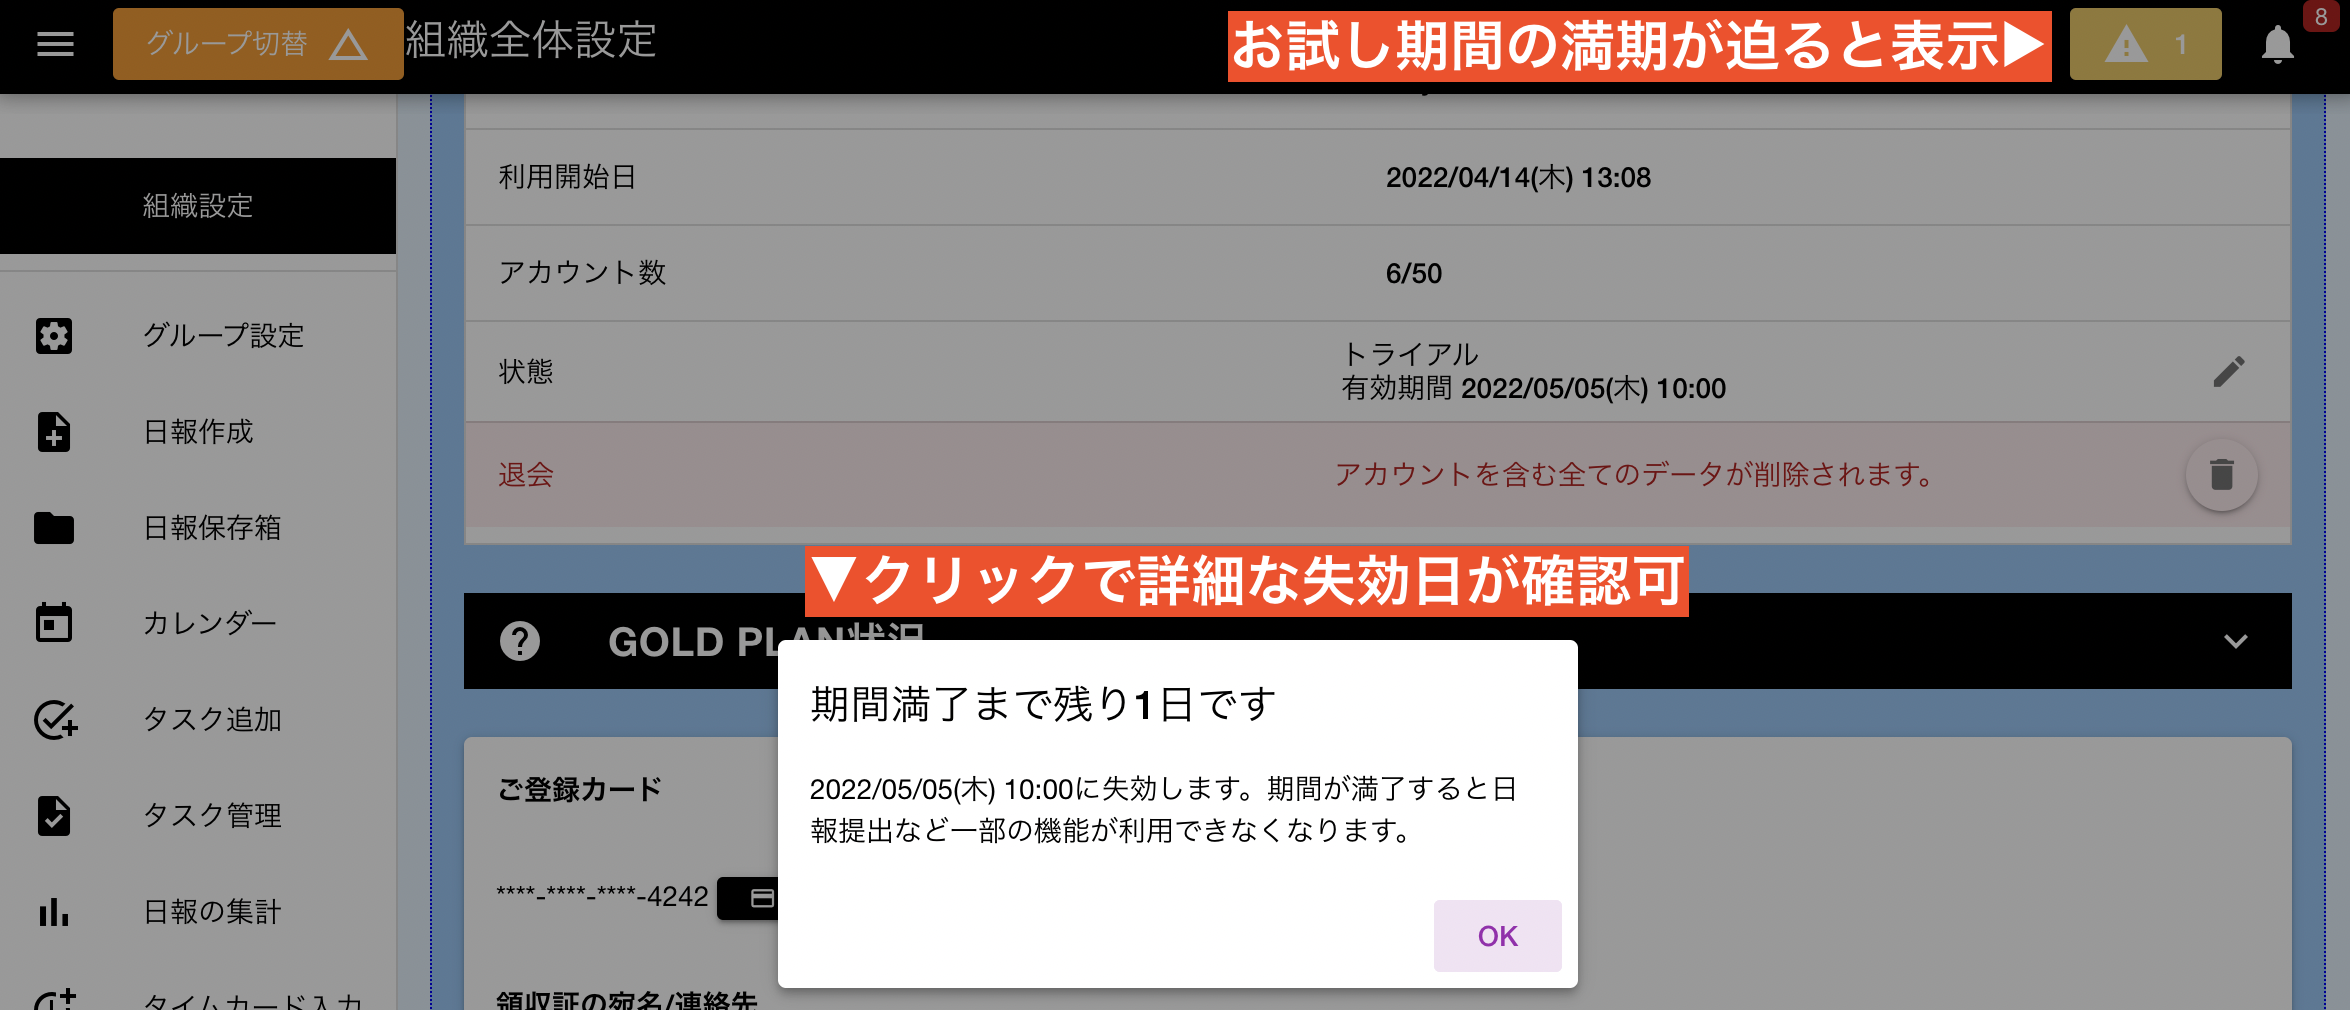 グループ切替
組織全体設定
お試し期間の満期が迫ると表示▶
1
8
組織設定
グループ設定
日報作成
日報保存箱
カレンダー
タスク追加
タスク管理
日報の集計
タイムカード入力
利用開始日
2022/04/14(木) 13:08
アカウント数
6/50
状態
トライアル
有効期間 2022/05/05(木) 10:00
退会
アカウントを含む全てのデータが削除されます。
▼クリックで詳細な失効日が確認可
GOLD PLAN状況
期間満了まで残り1日です
2022/05/05(木) 10:00に失効します。期間が満了すると日
報提出など一部の機能が利用できなくなります。
OK
ご登録カード
****-****-****-4242
領収証の宛名/連絡先